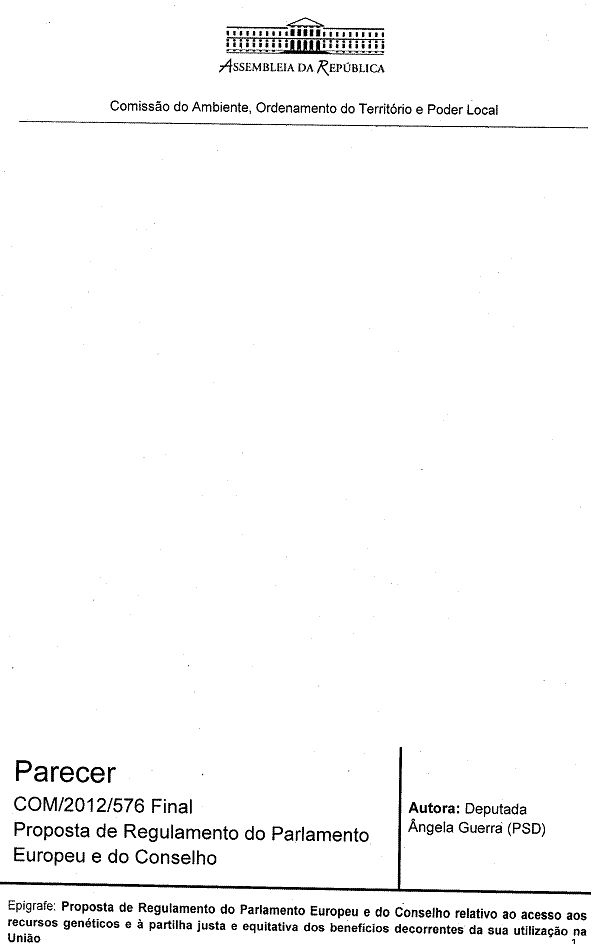 ASSEMBLEIA DA REPÚBLICA
Comissão do Ambiente, Ordenamento do Território e Poder Local
Parecer
COM/2012/576 Final
Proposta de Regulamento do Parlamento
Europeu e do Conselho
Autora: Deputada
Ângela Guerra (PSD)
Epigrafe: Proposta de Regulamento do Parlamento Europeu e do Conselho relativo ao acesso aos
recursos genéticos e à partilha justa e equitativa dos benefícios decorrentes da sua utilização na
União
1